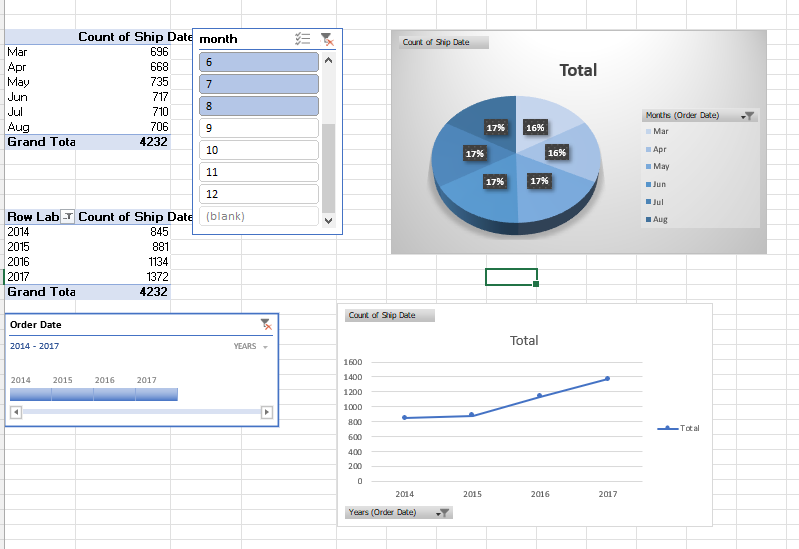 Count of Ship Date
Mar 696
Apr 668
May 735
Jun 717
Jul 710
Aug 706
Grand Tota 4232
month
6
7
8
9
10
11
12
(blank)
Count of Ship Date
Total
17% 16%
17% 16%
17% 17%
Months (Order Date)
Mar
Apr
May
Jun
Jul
Aug
Row Lab Count of Ship Date
2014 845
2015 881
2016 1134
2017 1372
Grand Tota 4232
Order Date
2014 - 2017 YEARS
2014 2015 2016 2017
Count of Ship Date
Total
1600
1400
1200
1000
800
600
400
200
0
2014 2015 2016 2017
Total
Years (Order Date)